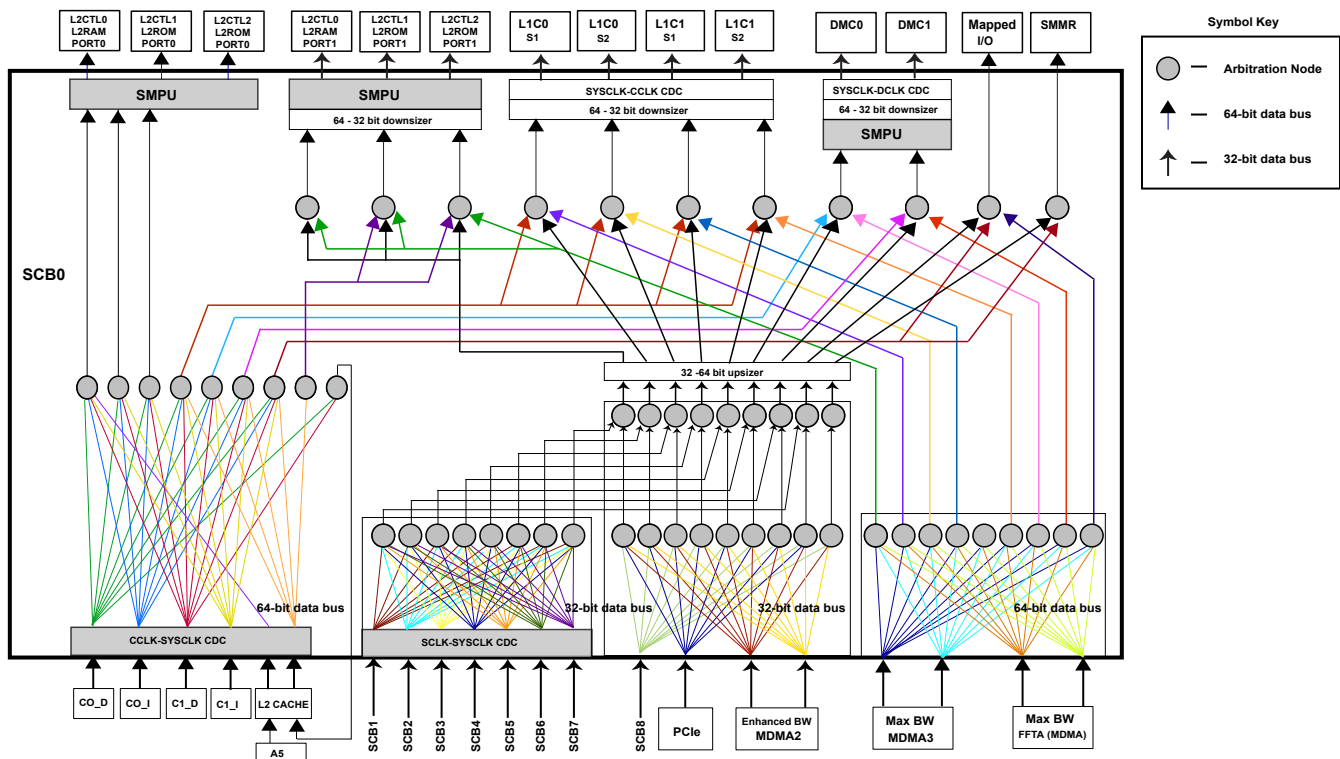 L2CTL0
L2RAM
PORT0
L2CTL1
L2ROM
PORT0
L2CTL2
L2ROM
PORT0
L2CTL0
L2RAM
PORT1
L2CTL1
L2ROM
PORT1
L2CTL2
L2ROM
PORT1
L1C0
S1
L1C0
S2
L1C1
S1
L1C1
S2
DMC0
DMC1
Mapped
I/O
SMMR
Symbol Key
Arbitration Node
64-bit data bus
32-bit data bus
SMPU
SMPU
64 - 32 bit downsizer
SYSCLK-CCLK CDC
64 - 32 bit downsizer
SYSCLK-DCLK CDC
64 - 32 bit downsizer
SMPU
SCB0
32 -64 bit upsizer
64-bit data bus
32-bit data bus
32-bit data bus
64-bit data bus
CCLK-SYSCLK CDC
SCLK-SYSCLK CDC
CO_D
CO_I
C1_D
C1_I
L2 CACHE
A5
SCB1
SCB2
SCB3
SCB4
SCB5
SCB6
SCB7
SCB8
PCIe
Enhanced BW
MDMA2
Max BW
MDMA3
Max BW
FFTA (MDMA)